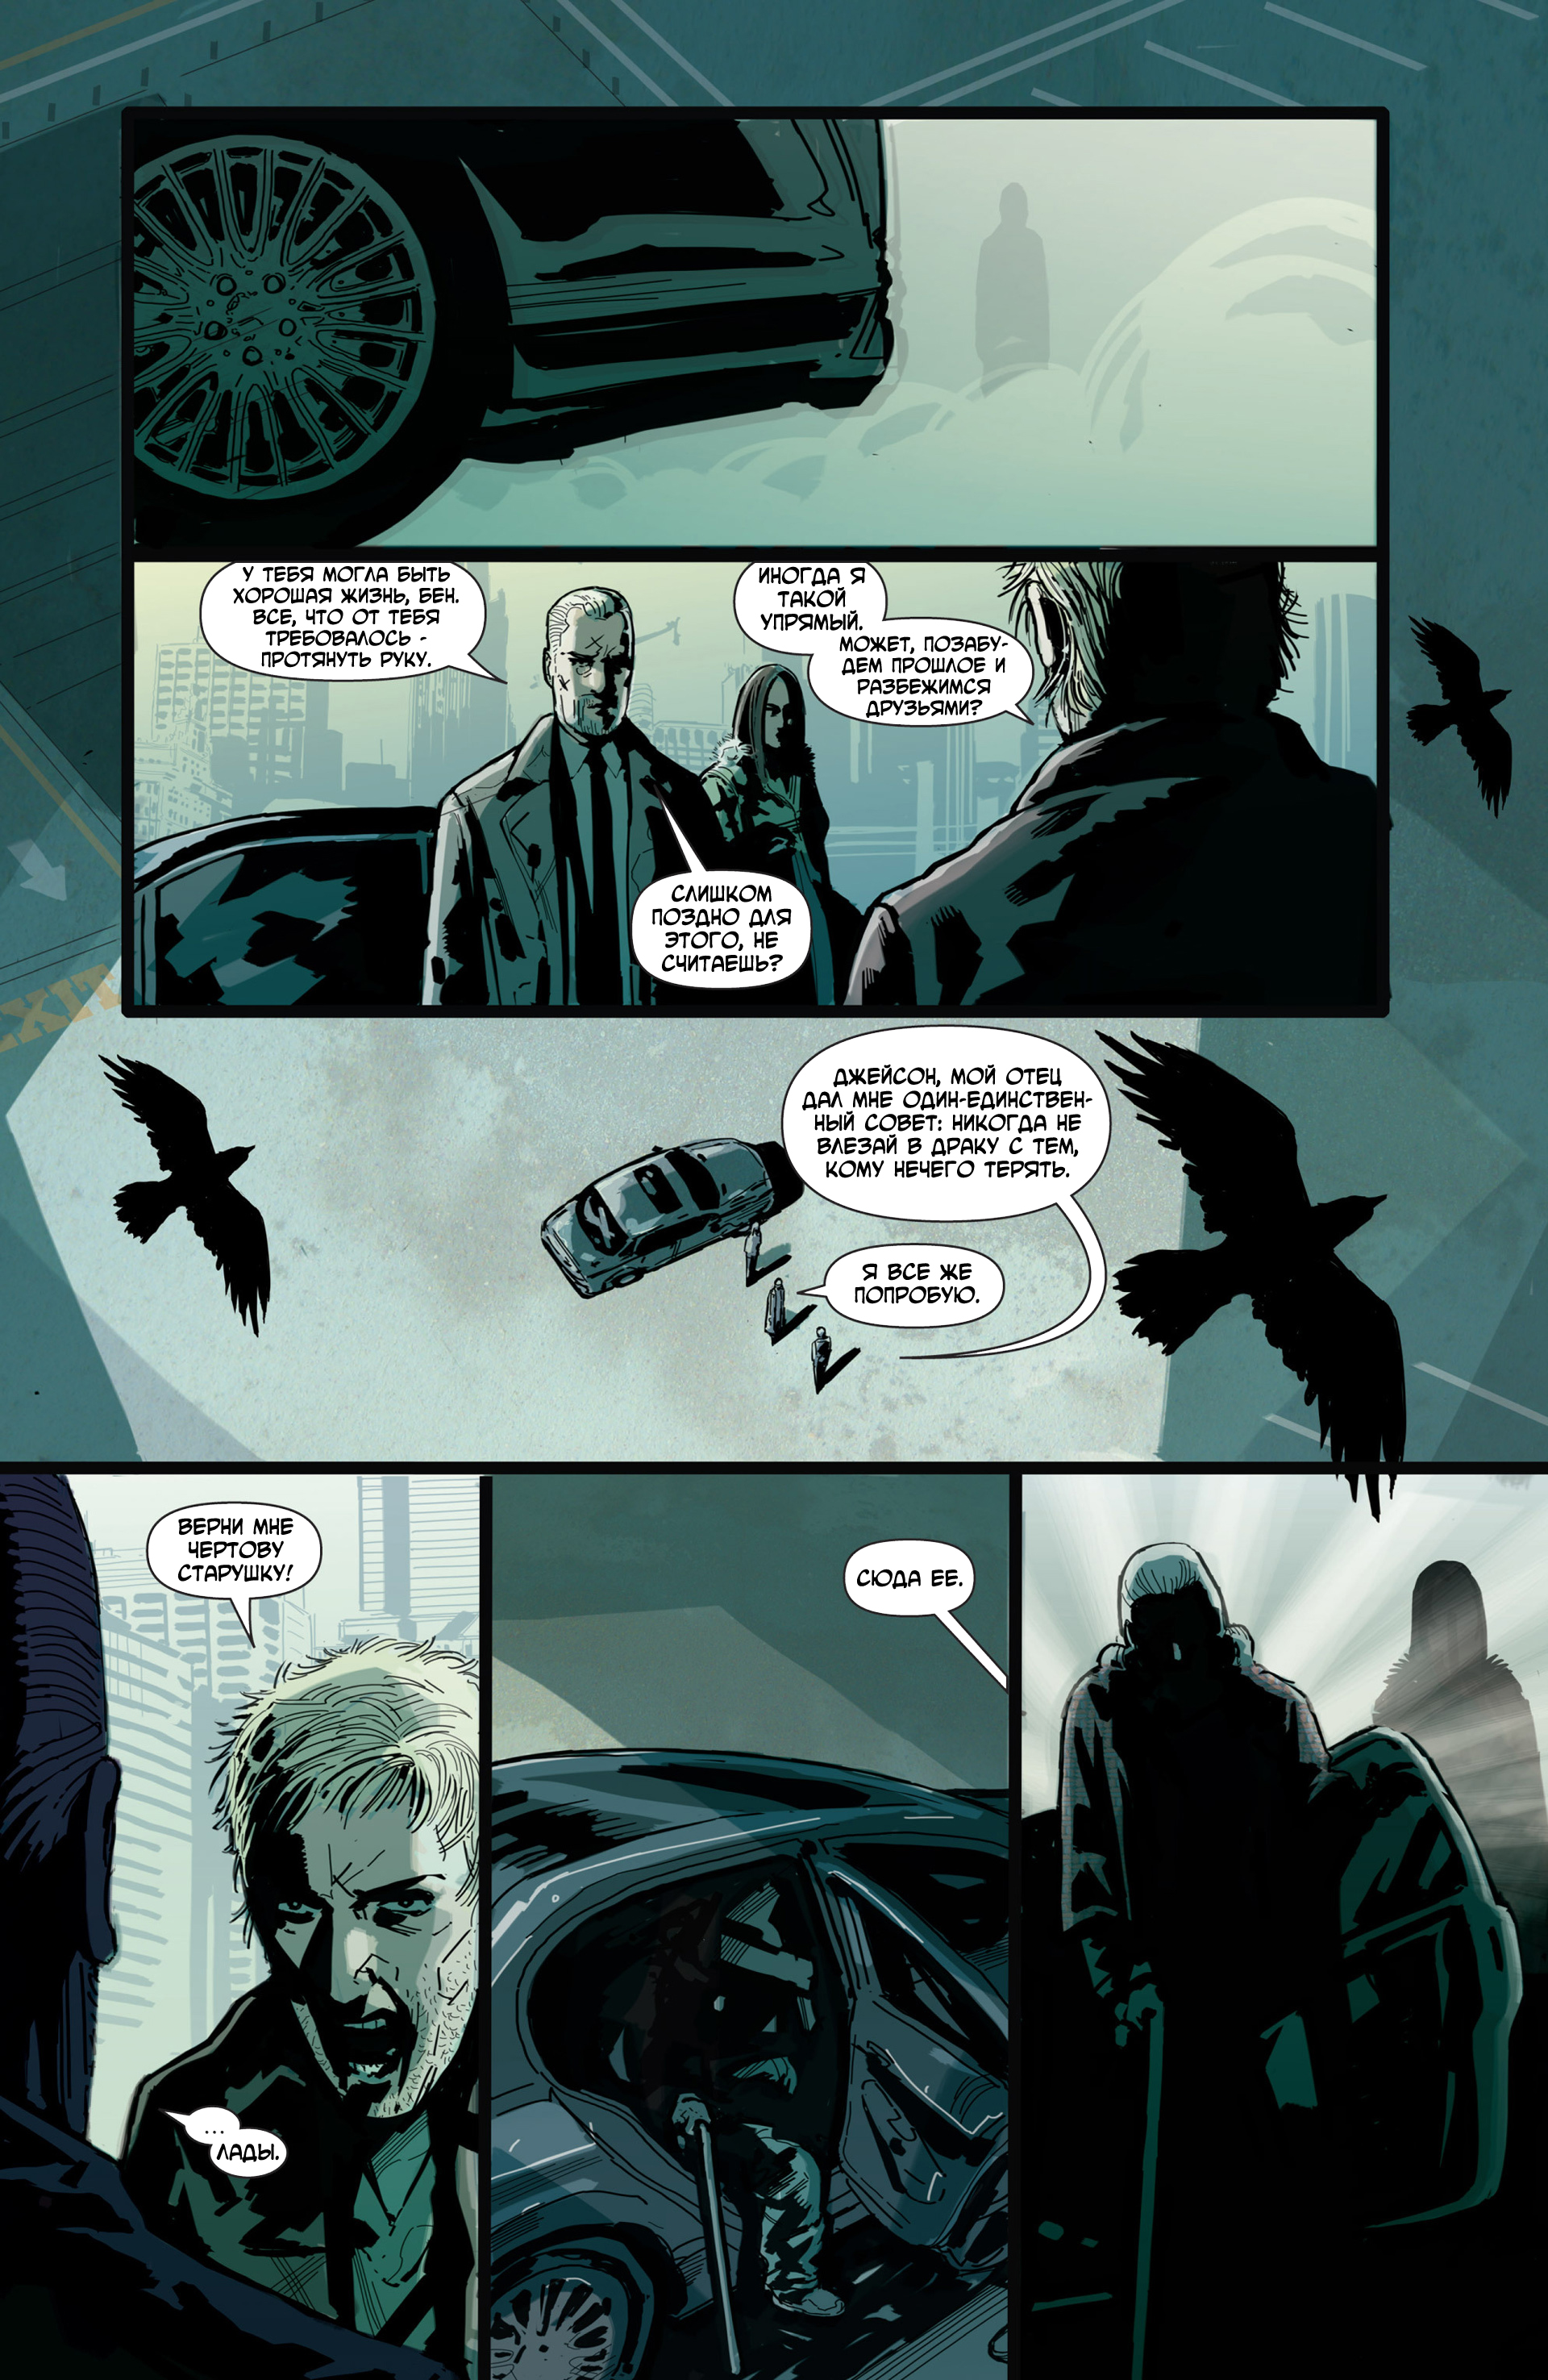 У ТЕБЯ МОГЛА БЫТЬ
ХОРОШАЯ ЖИЗНЬ, БЕН.
ВСЕ, ЧТО ОТ ТЕБЯ
ТРЕБОВАЛОСЬ -
ПРОТЯНУТЬ РУКУ.
ИНОГДА Я
ТАКОЙ
УПРЯМЫЙ.
МОЖЕТ, ПОЗАБУ-
ДЕМ ПРОШЛОЕ И
РАЗБЕЖИМСЯ
ДРУЗЬЯМИ?
СЛИШКОМ
ПОЗДНО ДЛЯ
ЭТОГО, НЕ
СЧИТАЕШЬ?
EXIT
ДЖЕЙСОН, МОЙ ОТЕЦ
ДАЛ МНЕ ОДИН-ЕДИНСТВЕН-
НЫЙ СОВЕТ: НИКОГДА НЕ
ВЛЕЗАЙ В ДРАКУ С ТЕМ,
КОМУ НЕЧЕГО ТЕРЯТЬ.
Я ВСЕ ЖЕ
ПОПРОБУЮ.
ВЕРНИ МНЕ
ЧЕРТОВУ
СТАРУШКУ!
...
ЛАДЫ.
СЮДА ЕЕ.